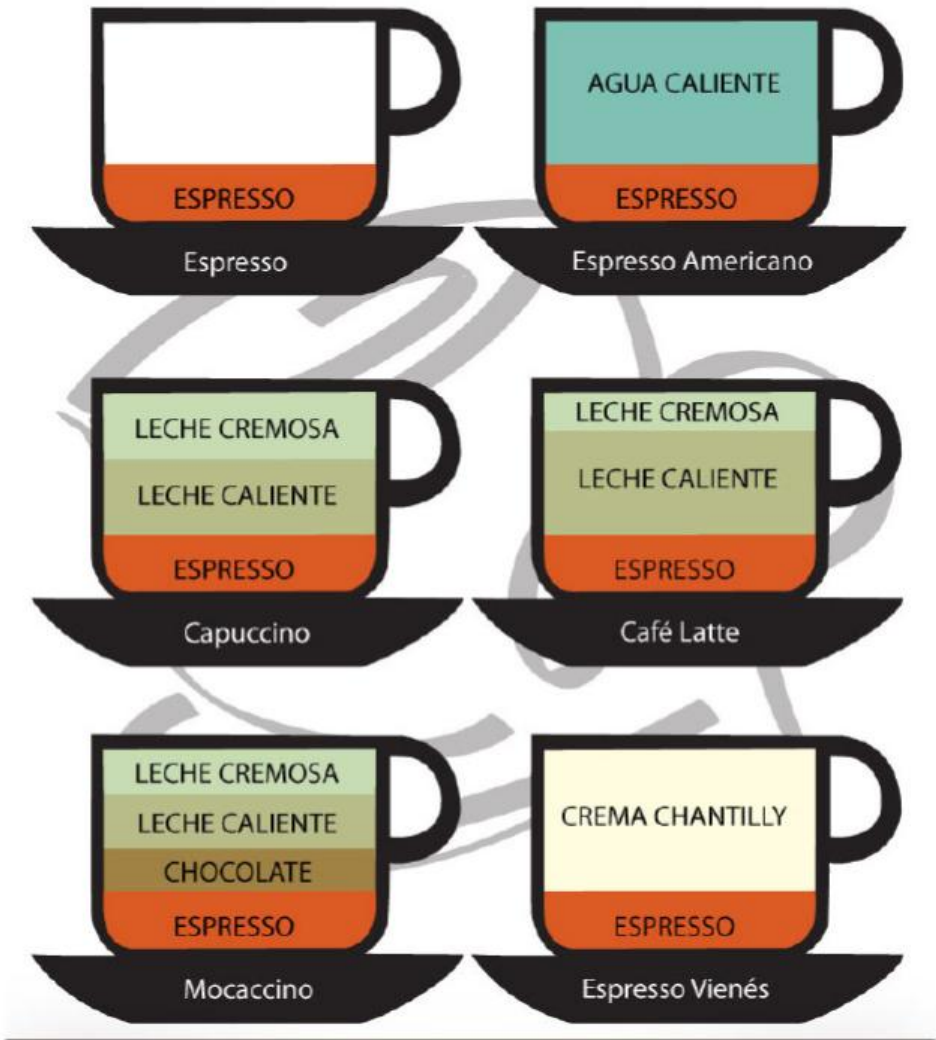 ESPRESSO
Espresso
AGUA CALIENTE
ESPRESSO
Espresso Americano
LECHE CREMOSA
LECHE CALIENTE
ESPRESSO
Capuccino
LECHE CREMOSA
LECHE CALIENTE
ESPRESSO
Café Latte
LECHE CREMOSA
LECHE CALIENTE
CHOCOLATE
ESPRESSO
Mocaccino
CREMA CHANTILLY
ESPRESSO
Espresso Vienés